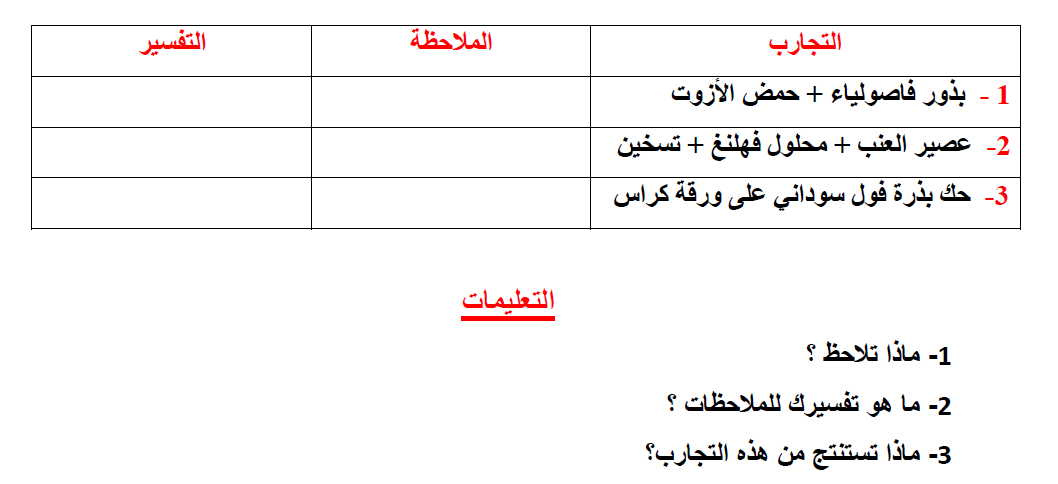 التجارب الملاحظة التفسير
1 - بذور فاصولياء + حمض الأزوت
2- عصير العنب + محلول فهلنغ + تسخين
3- حك بذرة فول سوداني على ورقة كراس
التعليمات
1- ماذا تلاحظ ؟
2- ما هو تفسيرك للملاحظات ؟
3- ماذا تستنتج من هذه التجارب؟